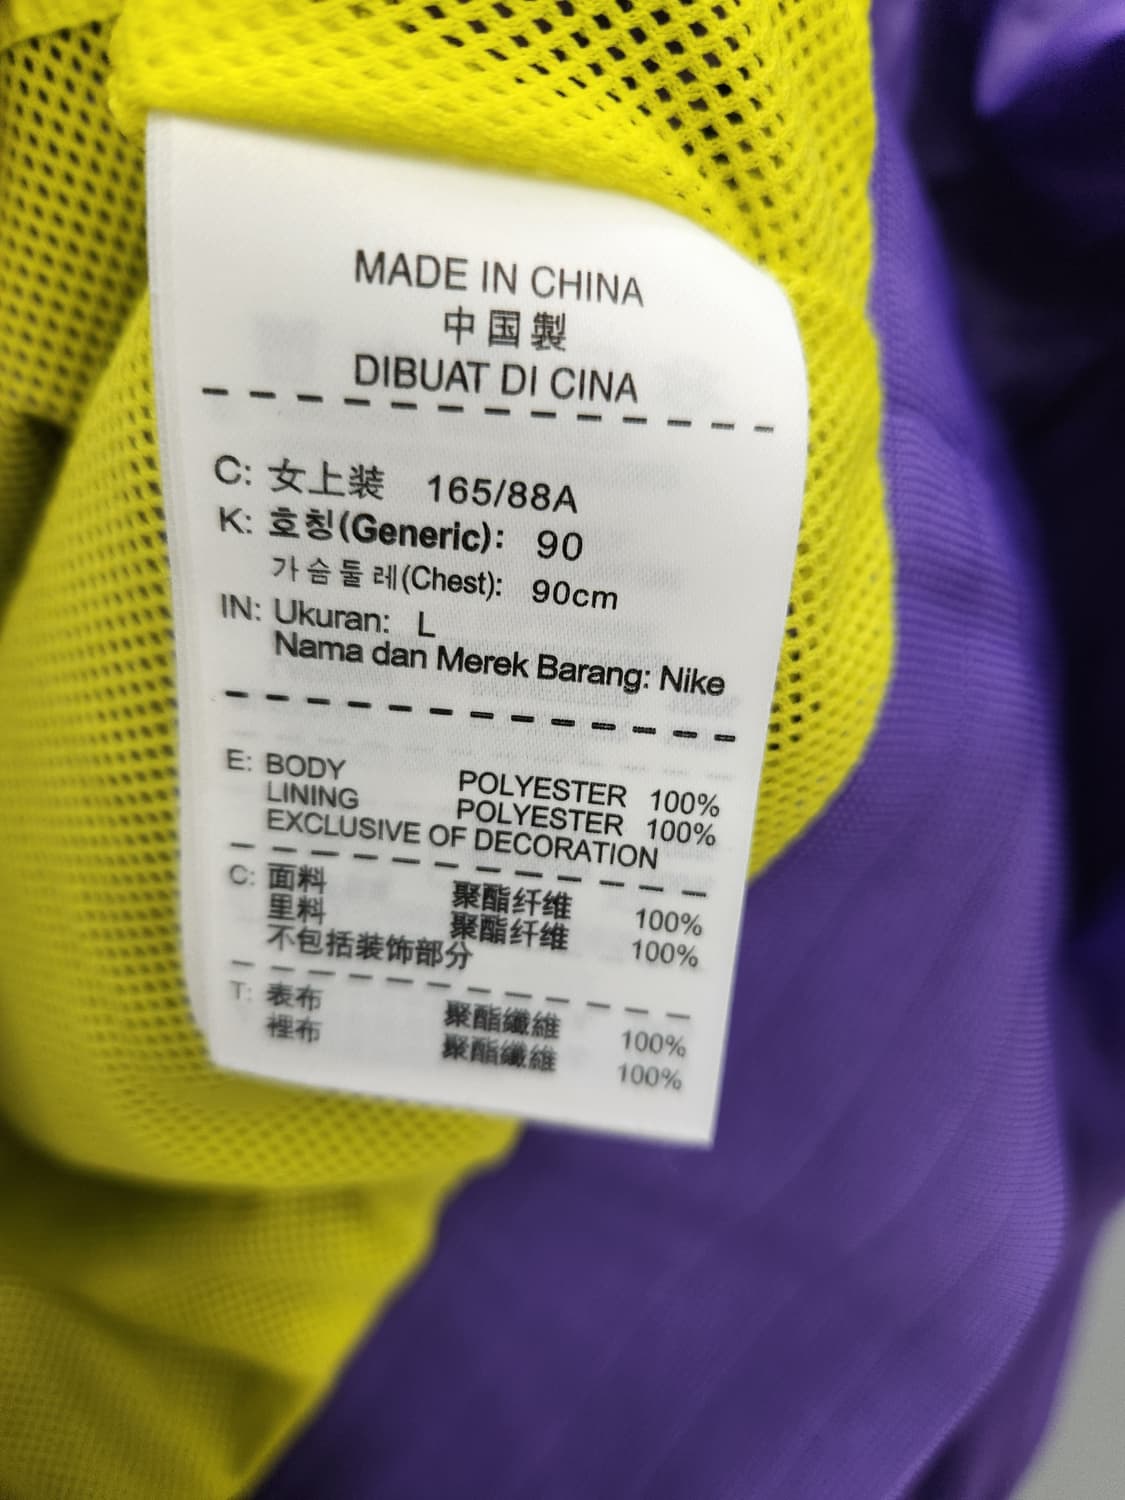 MADE IN CHINA
中国製
DIBUAT DI CINA
C: 女上装 165/88A
K: 호칭(Generic): 90
가슴둘레(Chest): 90cm
IN: Ukuran: L
Nama dan Merek Barang: Nike
E: BODY POLYESTER 100%
LINING POLYESTER 100%
EXCLUSIVE OF DECORATION
C: 面料 聚酯纤维 100%
里料 聚酯纤维 100%
不包括装饰部分
T: 表布 聚酯纖維 100%
裡布 聚酯纖維 100%